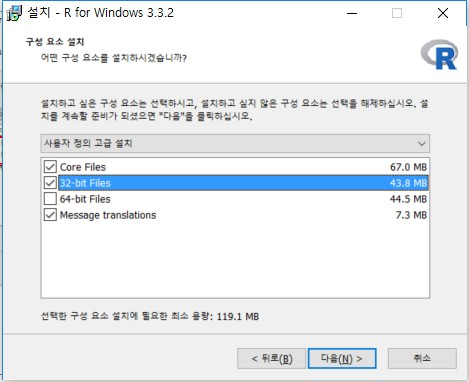 설치 - R for Windows 3.3.2
구성 요소 설치
어떤 구성 요소를 설치하시겠습니까?
R
설치하고 싶은 구성 요소는 선택하시고, 설치하고 싶지 않은 구성 요소는 선택을 해제하십시오. 설
치를 계속할 준비가 되셨으면 "다음"을 클릭하십시오.
사용자 정의 고급 설치
Core Files 67.0 MB
32-bit Files 43.8 MB
64-bit Files 44.5 MB
Message translations 7.3 MB
선택한 구성 요소 설치에 필요한 최소 용량: 119.1 MB
< 뒤로(B) 다음(N) > 취소